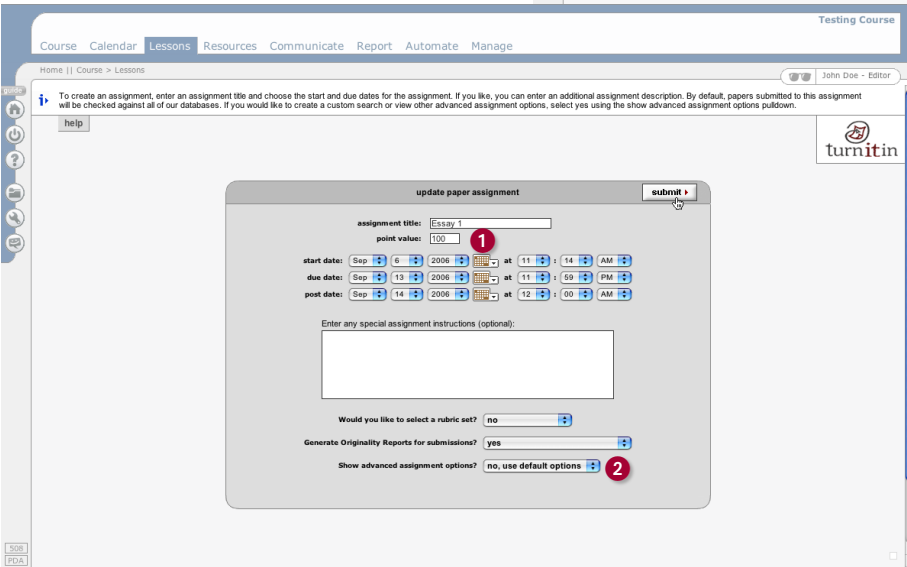 Testing Course
Course Calendar Lessons Resources Communicate Report Automate Manage
Home || Course > Lessons
John Doe - Editor
guide
i
To create an assignment, enter an assignment title and choose the start and due dates for the assignment. If you like, you can enter an additional assignment description. By default, papers submitted to this assignment
will be checked against all of our databases. If you would like to create a custom search or view other advanced assignment options, select yes using the show advanced assignment options pulldown.
help
turnitin
update paper assignment
submit
assignment title: Essay 1
point value: 100
1
start date: Sep 6 2006 at 11 : 14 AM
due date: Sep 13 2006 at 11 : 59 PM
post date: Sep 14 2006 at 12 : 00 AM
Enter any special assignment instructions (optional):
Would you like to select a rubric set? no
Generate Originality Reports for submissions? yes
Show advanced assignment options? no, use default options
2
508
PDA